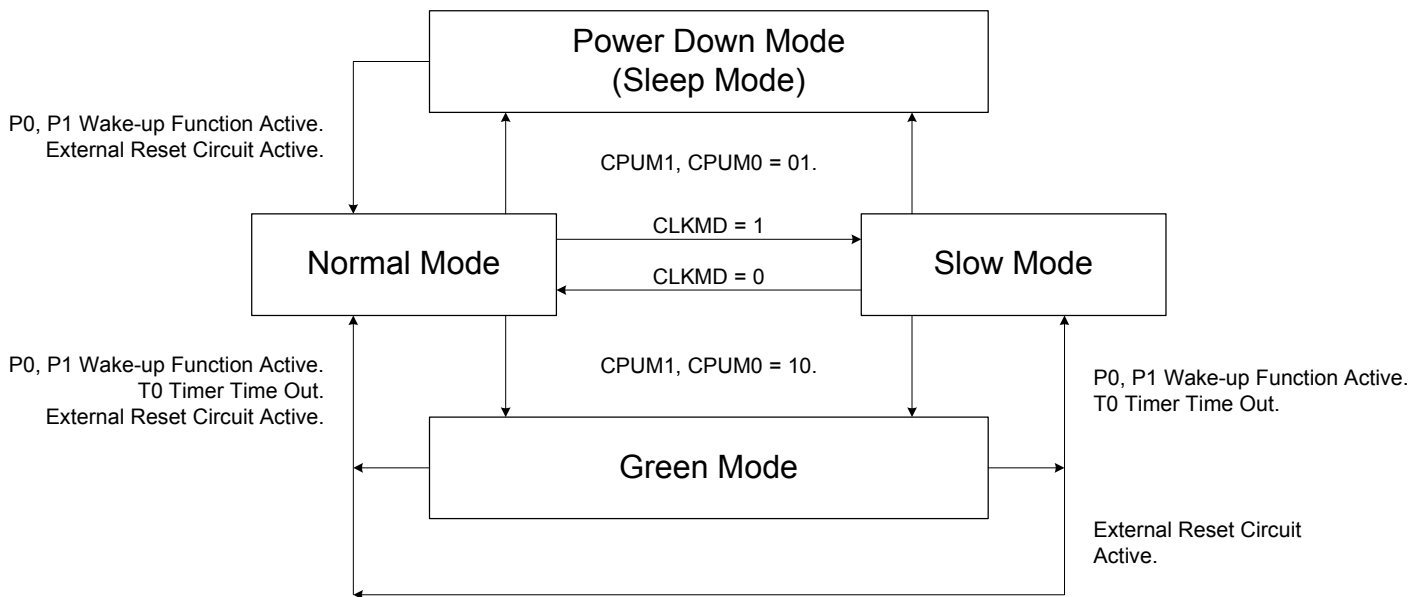 Power Down Mode
(Sleep Mode)
P0, P1 Wake-up Function Active.
External Reset Circuit Active.
CPUM1, CPUM0 = 01.
CLKMD = 1
Normal Mode
Slow Mode
CLKMD = 0
P0, P1 Wake-up Function Active.
T0 Timer Time Out.
External Reset Circuit Active.
CPUM1, CPUM0 = 10.
P0, P1 Wake-up Function Active.
T0 Timer Time Out.
Green Mode
External Reset Circuit
Active.